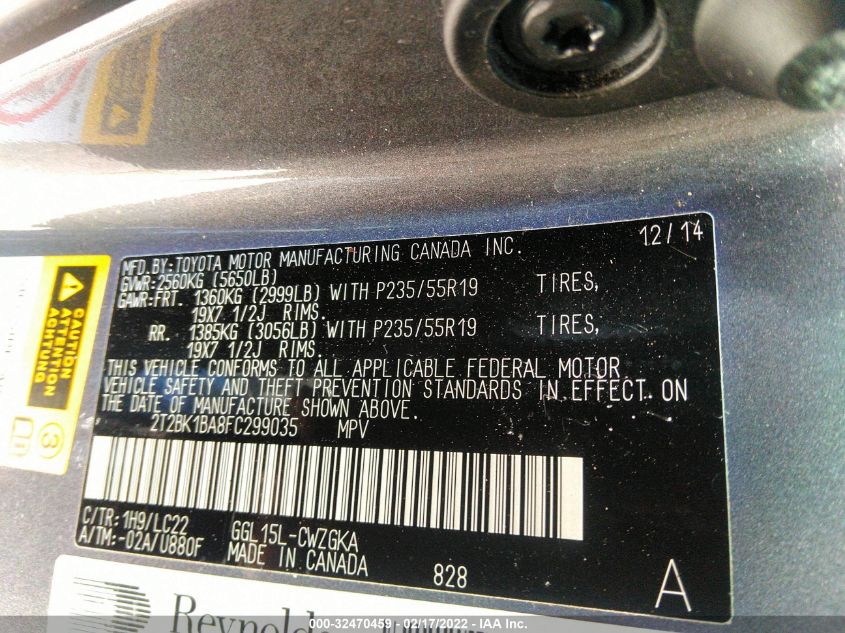 MFD.BY:TOYOTA MOTOR MANUFACTURING CANADA INC. 12/14
GVWR:2560KG (5650LB)
GAWR:FRT. 1360KG (2999LB) WITH P235/55R19 TIRES,
19X7 1/2J RIMS.
RR. 1385KG (3056LB) WITH P235/55R19 TIRES,
19X7 1/2J RIMS.
THIS VEHICLE CONFORMS TO ALL APPLICABLE FEDERAL MOTOR
VEHICLE SAFETY AND THEFT PREVENTION STANDARDS IN EFFECT ON
THE DATE OF MANUFACTURE SHOWN ABOVE.
2T2BK1BA8FC299035 MPV
C/TR: 1H9/LC22 GGL15L-CWZGKA
A/TM: -02A/U880F MADE IN CANADA
828 A
CAUTION
ATTENTION
ACHTUNG
3
Reynolds
000-32470459 - 02/17/2022 - IAA Inc.